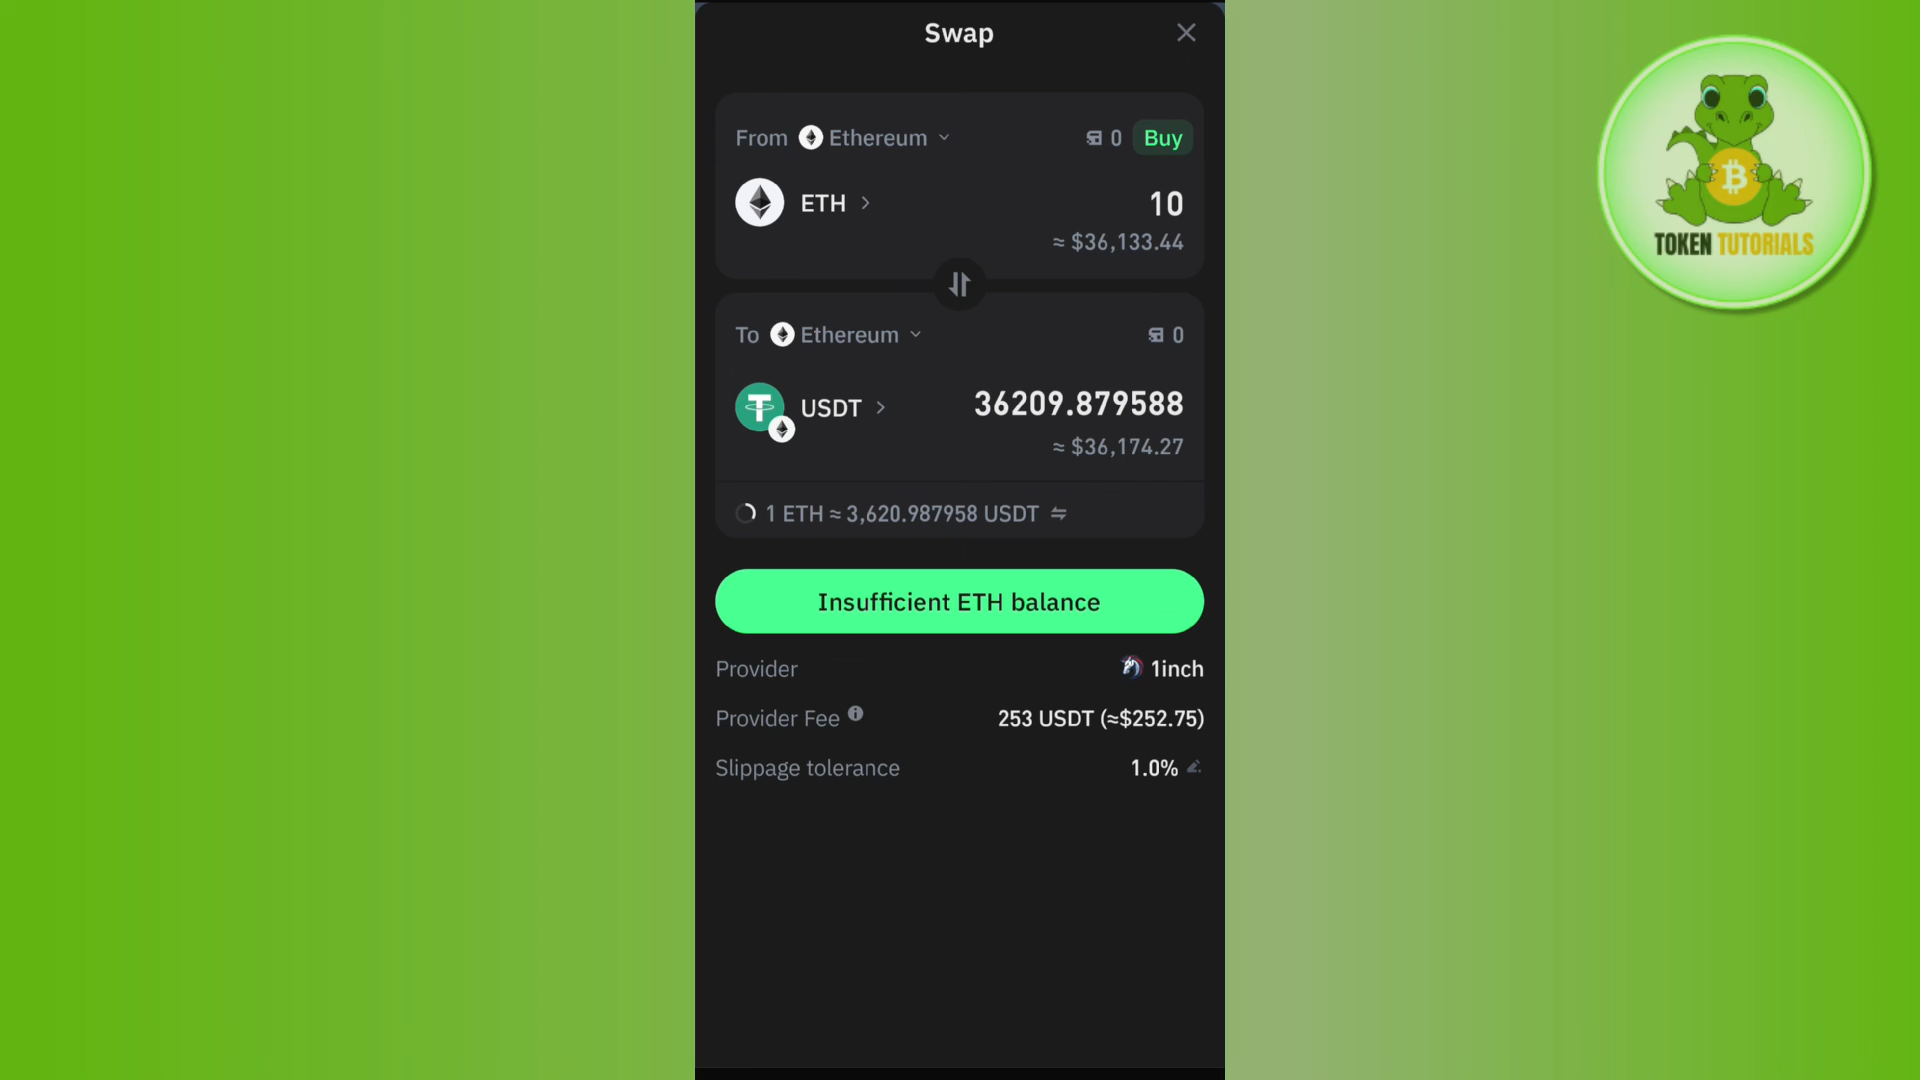 Swap
From Ethereum 0 Buy
ETH 10
≈ $36,133.44
To Ethereum 0
USDT 36209.879588
≈ $36,174.27
1 ETH ≈ 3,620.987958 USDT
Insufficient ETH balance
Provider 1inch
Provider Fee 253 USDT (≈$252.75)
Slippage tolerance 1.0%
TOKEN TUTORIALS